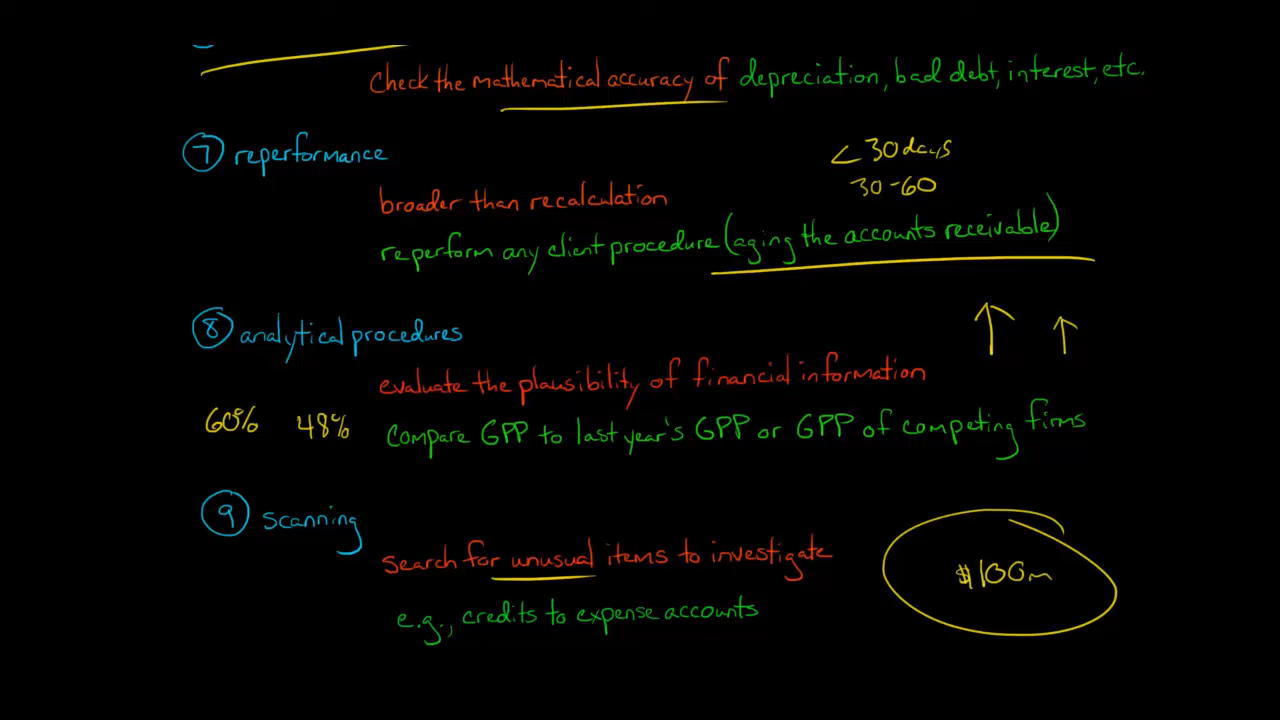 check the mathematical accuracy of depreciation, bad debt, interest, etc.
7 reperformance
< 30 days
30-60
broader than recalculation
reperform any client procedure (aging the accounts receivable)
8 analytical procedures
evaluate the plausibility of financial information
60% 48%
compare GPP to last year's GPP or GPP of competing firms
9 scanning
search for unusual items to investigate
$100m
e.g., credits to expense accounts